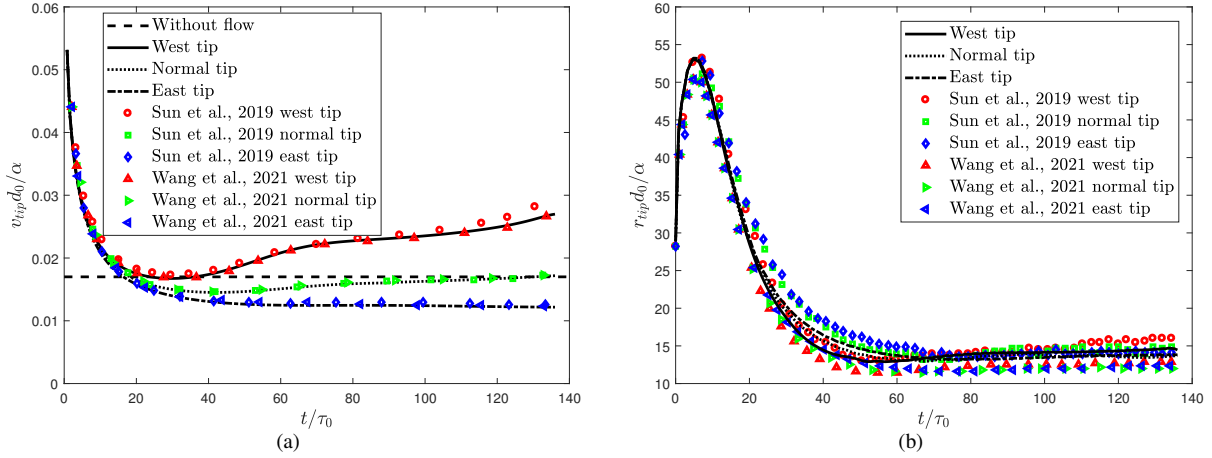 0.06
0.05
0.04
0.03
0.02
0.01
0
v_{tip}d_0/α
0 20 40 60 80 100 120 140
t/τ_0
Without flow
West tip
Normal tip
East tip
Sun et al., 2019 west tip
Sun et al., 2019 normal tip
Sun et al., 2019 east tip
Wang et al., 2021 west tip
Wang et al., 2021 normal tip
Wang et al., 2021 east tip
(a)
60
55
50
45
40
35
30
25
20
15
10
r_{tip}d_0/α
0 20 40 60 80 100 120 140
t/τ_0
West tip
Normal tip
East tip
Sun et al., 2019 west tip
Sun et al., 2019 normal tip
Sun et al., 2019 east tip
Wang et al., 2021 west tip
Wang et al., 2021 normal tip
Wang et al., 2021 east tip
(b)